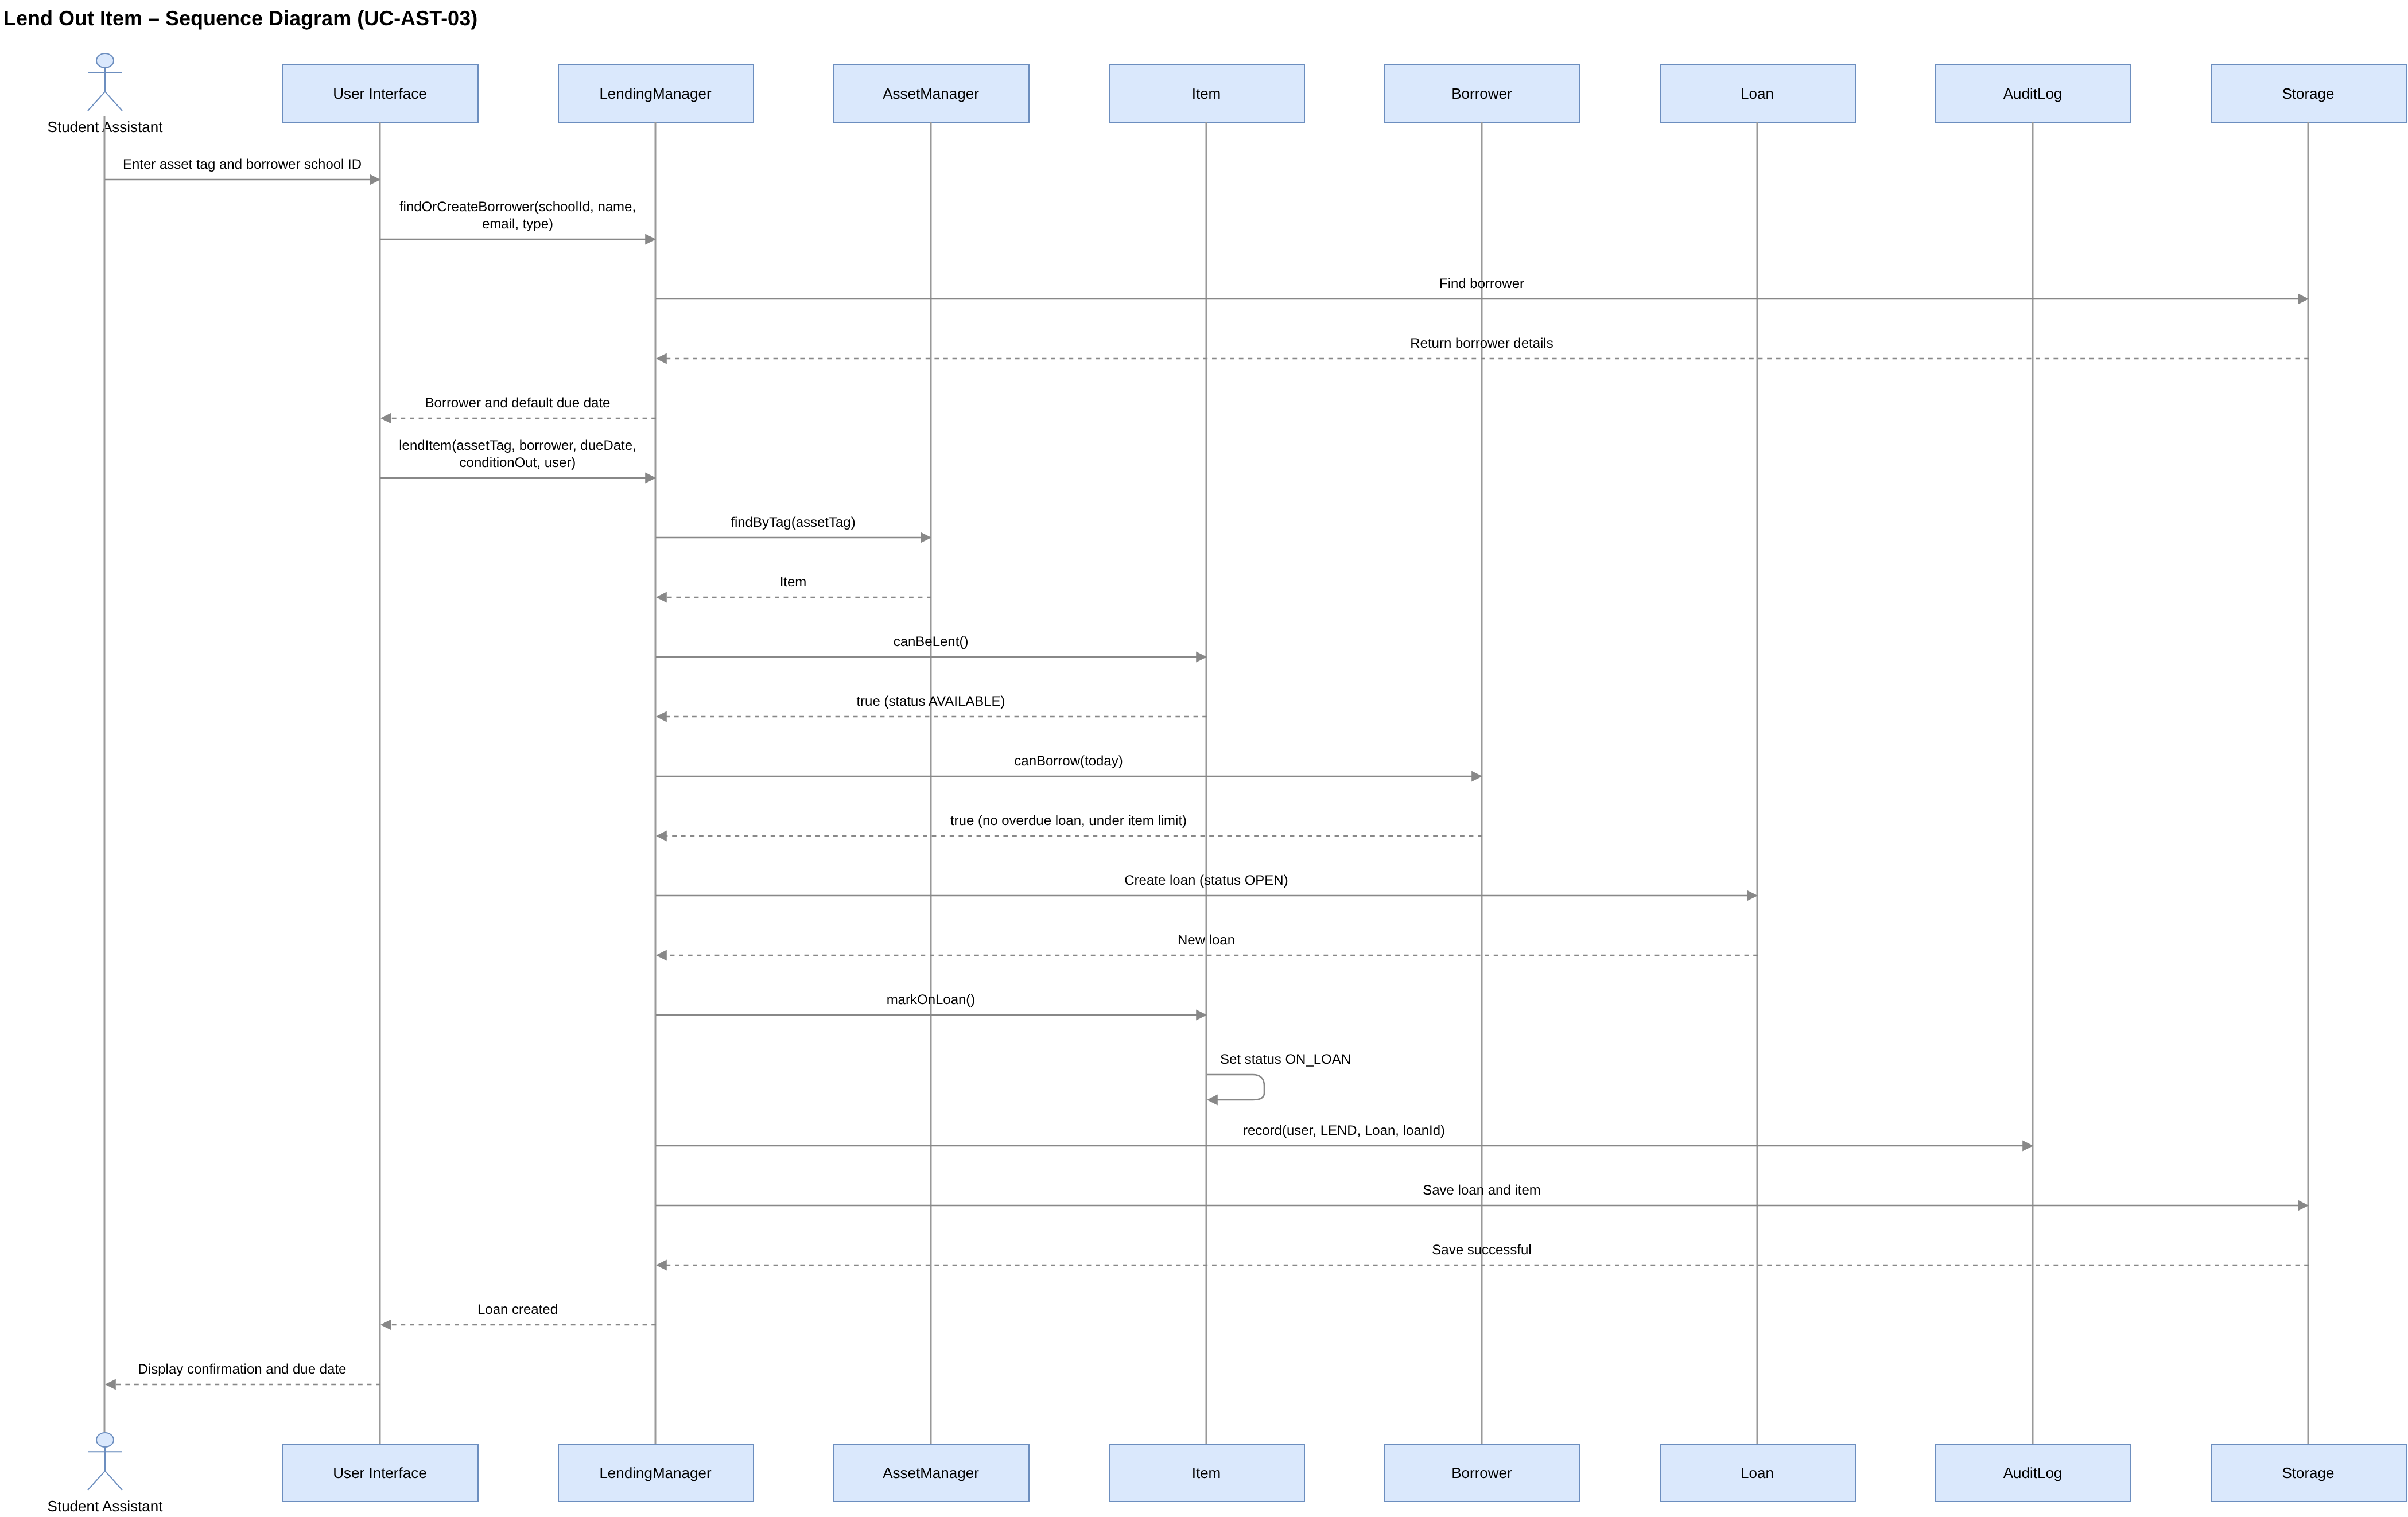 Lend Out Item – Sequence Diagram (UC-AST-03)
Student Assistant
User Interface
LendingManager
AssetManager
Item
Borrower
Loan
AuditLog
Storage
Enter asset tag and borrower school ID
findOrCreateBorrower(schoolId, name,
email, type)
Find borrower
Return borrower details
Borrower and default due date
lendItem(assetTag, borrower, dueDate,
conditionOut, user)
findByTag(assetTag)
Item
canBeLent()
true (status AVAILABLE)
canBorrow(today)
true (no overdue loan, under item limit)
Create loan (status OPEN)
New loan
markOnLoan()
Set status ON_LOAN
record(user, LEND, Loan, loanId)
Save loan and item
Save successful
Loan created
Display confirmation and due date
Student Assistant
User Interface
LendingManager
AssetManager
Item
Borrower
Loan
AuditLog
Storage